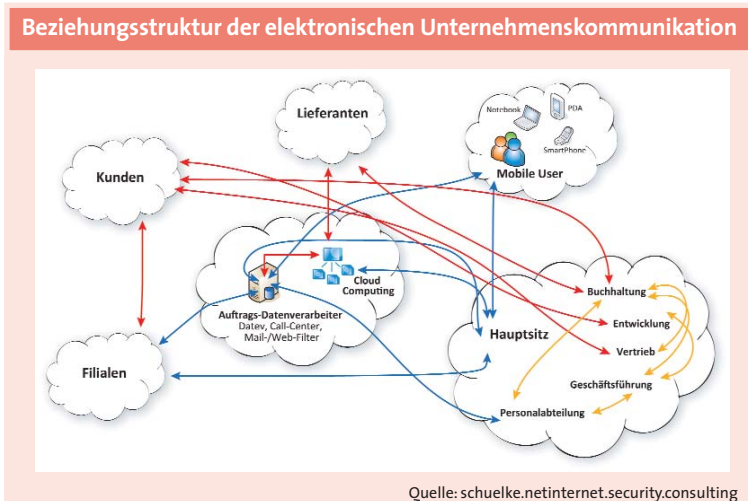 Beziehungsstruktur der elektronischen Unternehmenskommunikation
Lieferanten
Notebook
PDA
SmartPhone
Mobile User
Kunden
Cloud
Computing
Auftrags-Datenverarbeiter
Datev, Call-Center,
Mail-/Web-Filter
Buchhaltung
Entwicklung
Hauptsitz
Vertrieb
Filialen
Geschäftsführung
Personalabteilung
Quelle: schuelke.netinternet.security.consulting